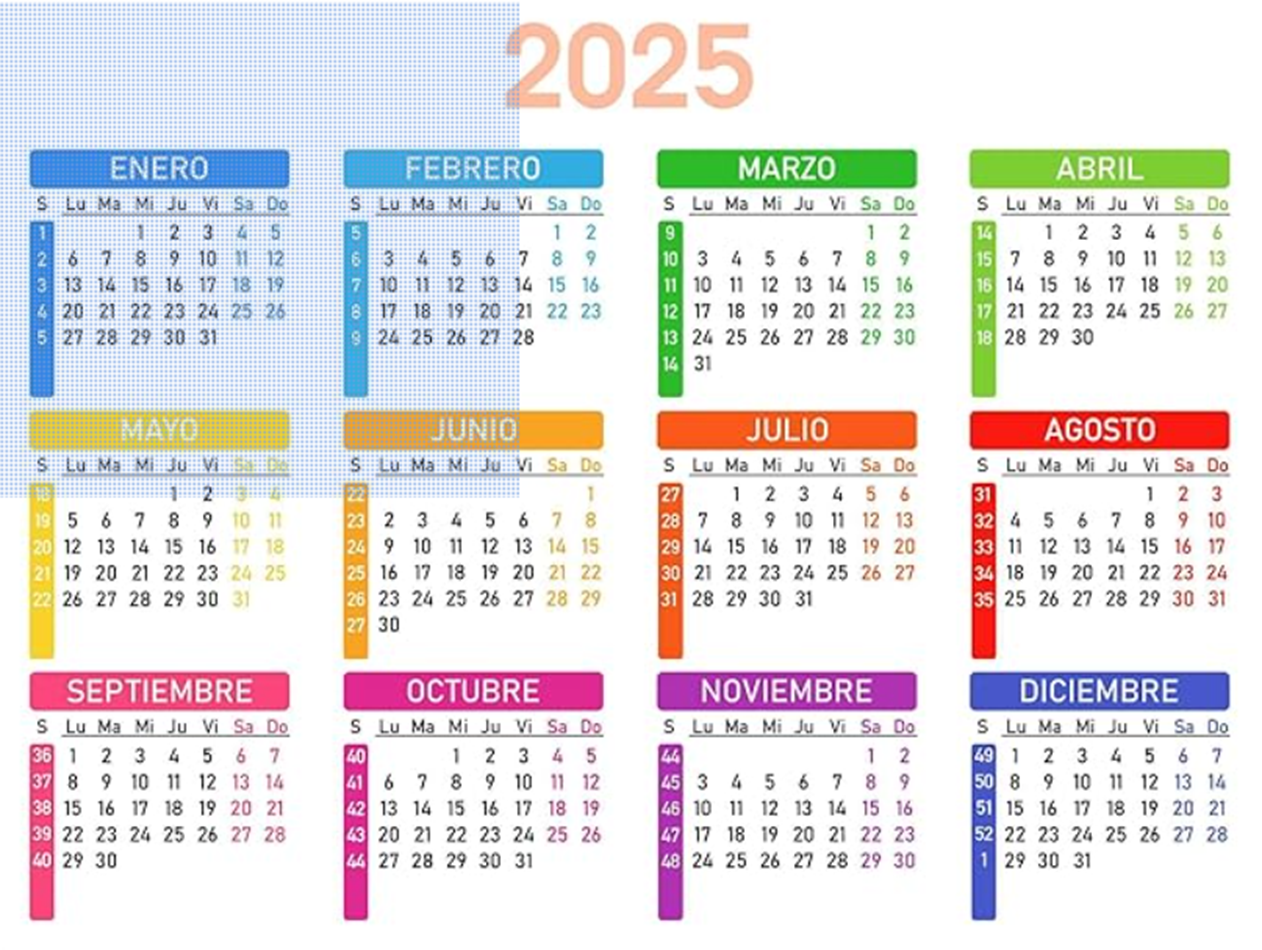 2025
ENERO
S Lu Ma Mi Ju Vi Sa Do
1 1 2 3 4 5
2 6 7 8 9 10 11 12
3 13 14 15 16 17 18 19
4 20 21 22 23 24 25 26
5 27 28 29 30 31
FEBRERO
S Lu Ma Mi Ju Vi Sa Do
5 1 2
6 3 4 5 6 7 8 9
7 10 11 12 13 14 15 16
8 17 18 19 20 21 22 23
9 24 25 26 27 28
MARZO
S Lu Ma Mi Ju Vi Sa Do
9 1 2
10 3 4 5 6 7 8 9
11 10 11 12 13 14 15 16
12 17 18 19 20 21 22 23
13 24 25 26 27 28 29 30
14 31
ABRIL
S Lu Ma Mi Ju Vi Sa Do
14 1 2 3 4 5 6
15 7 8 9 10 11 12 13
16 14 15 16 17 18 19 20
17 21 22 23 24 25 26 27
18 28 29 30
MAYO
S Lu Ma Mi Ju Vi Sa Do
18 1 2 3 4
19 5 6 7 8 9 10 11
20 12 13 14 15 16 17 18
21 19 20 21 22 23 24 25
22 26 27 28 29 30 31
JUNIO
S Lu Ma Mi Ju Vi Sa Do
22 1
23 2 3 4 5 6 7 8
24 9 10 11 12 13 14 15
25 16 17 18 19 20 21 22
26 23 24 25 26 27 28 29
27 30
JULIO
S Lu Ma Mi Ju Vi Sa Do
27 1 2 3 4 5 6
28 7 8 9 10 11 12 13
29 14 15 16 17 18 19 20
30 21 22 23 24 25 26 27
31 28 29 30 31
AGOSTO
S Lu Ma Mi Ju Vi Sa Do
31 1 2 3
32 4 5 6 7 8 9 10
33 11 12 13 14 15 16 17
34 18 19 20 21 22 23 24
35 25 26 27 28 29 30 31
SEPTIEMBRE
S Lu Ma Mi Ju Vi Sa Do
36 1 2 3 4 5 6 7
37 8 9 10 11 12 13 14
38 15 16 17 18 19 20 21
39 22 23 24 25 26 27 28
40 29 30
OCTUBRE
S Lu Ma Mi Ju Vi Sa Do
40 1 2 3 4 5
41 6 7 8 9 10 11 12
42 13 14 15 16 17 18 19
43 20 21 22 23 24 25 26
44 27 28 29 30 31
NOVIEMBRE
S Lu Ma Mi Ju Vi Sa Do
44 1 2
45 3 4 5 6 7 8 9
46 10 11 12 13 14 15 16
47 17 18 19 20 21 22 23
48 24 25 26 27 28 29 30
DICIEMBRE
S Lu Ma Mi Ju Vi Sa Do
49 1 2 3 4 5 6 7
50 8 9 10 11 12 13 14
51 15 16 17 18 19 20 21
52 22 23 24 25 26 27 28
1 29 30 31